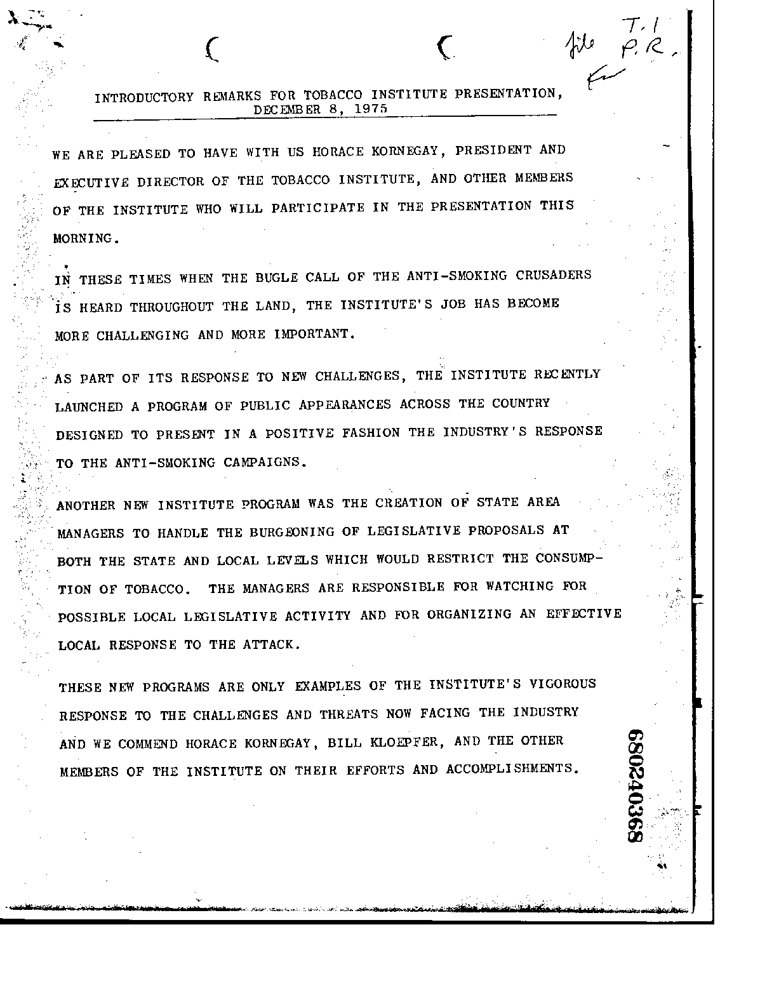 file T.I
P.R.
INTRODUCTORY REMARKS FOR TOBACCO INSTITUTE PRESENTATION,
DECEMBER 8, 1975
WE ARE PLEASED TO HAVE WITH US HORACE KORNEGAY, PRESIDENT AND
EXECUTIVE DIRECTOR OF THE TOBACCO INSTITUTE, AND OTHER MEMBERS
OF THE INSTITUTE WHO WILL PARTICIPATE IN THE PRESENTATION THIS
MORNING.
IN THESE TIMES WHEN THE BUGLE CALL OF THE ANTI-SMOKING CRUSADERS
IS HEARD THROUGHOUT THE LAND, THE INSTITUTE'S JOB HAS BECOME
MORE CHALLENGING AND MORE IMPORTANT.
AS PART OF ITS RESPONSE TO NEW CHALLENGES, THE INSTITUTE RECENTLY
LAUNCHED A PROGRAM OF PUBLIC APPEARANCES ACROSS THE COUNTRY
DESIGNED TO PRESENT IN A POSITIVE FASHION THE INDUSTRY'S RESPONSE
TO THE ANTI-SMOKING CAMPAIGNS.
ANOTHER NEW INSTITUTE PROGRAM WAS THE CREATION OF STATE AREA
MANAGERS TO HANDLE THE BURGEONING OF LEGISLATIVE PROPOSALS AT
BOTH THE STATE AND LOCAL LEVELS WHICH WOULD RESTRICT THE CONSUMP-
TION OF TOBACCO. THE MANAGERS ARE RESPONSIBLE FOR WATCHING FOR
POSSIBLE LOCAL LEGISLATIVE ACTIVITY AND FOR ORGANIZING AN EFFECTIVE
LOCAL RESPONSE TO THE ATTACK.
THESE NEW PROGRAMS ARE ONLY EXAMPLES OF THE INSTITUTE'S VIGOROUS
RESPONSE TO THE CHALLENGES AND THREATS NOW FACING THE INDUSTRY
AND WE COMMEND HORACE KORNEGAY, BILL KLOEPFER, AND THE OTHER
MEMBERS OF THE INSTITUTE ON THEIR EFFORTS AND ACCOMPLISHMENTS.
680240368